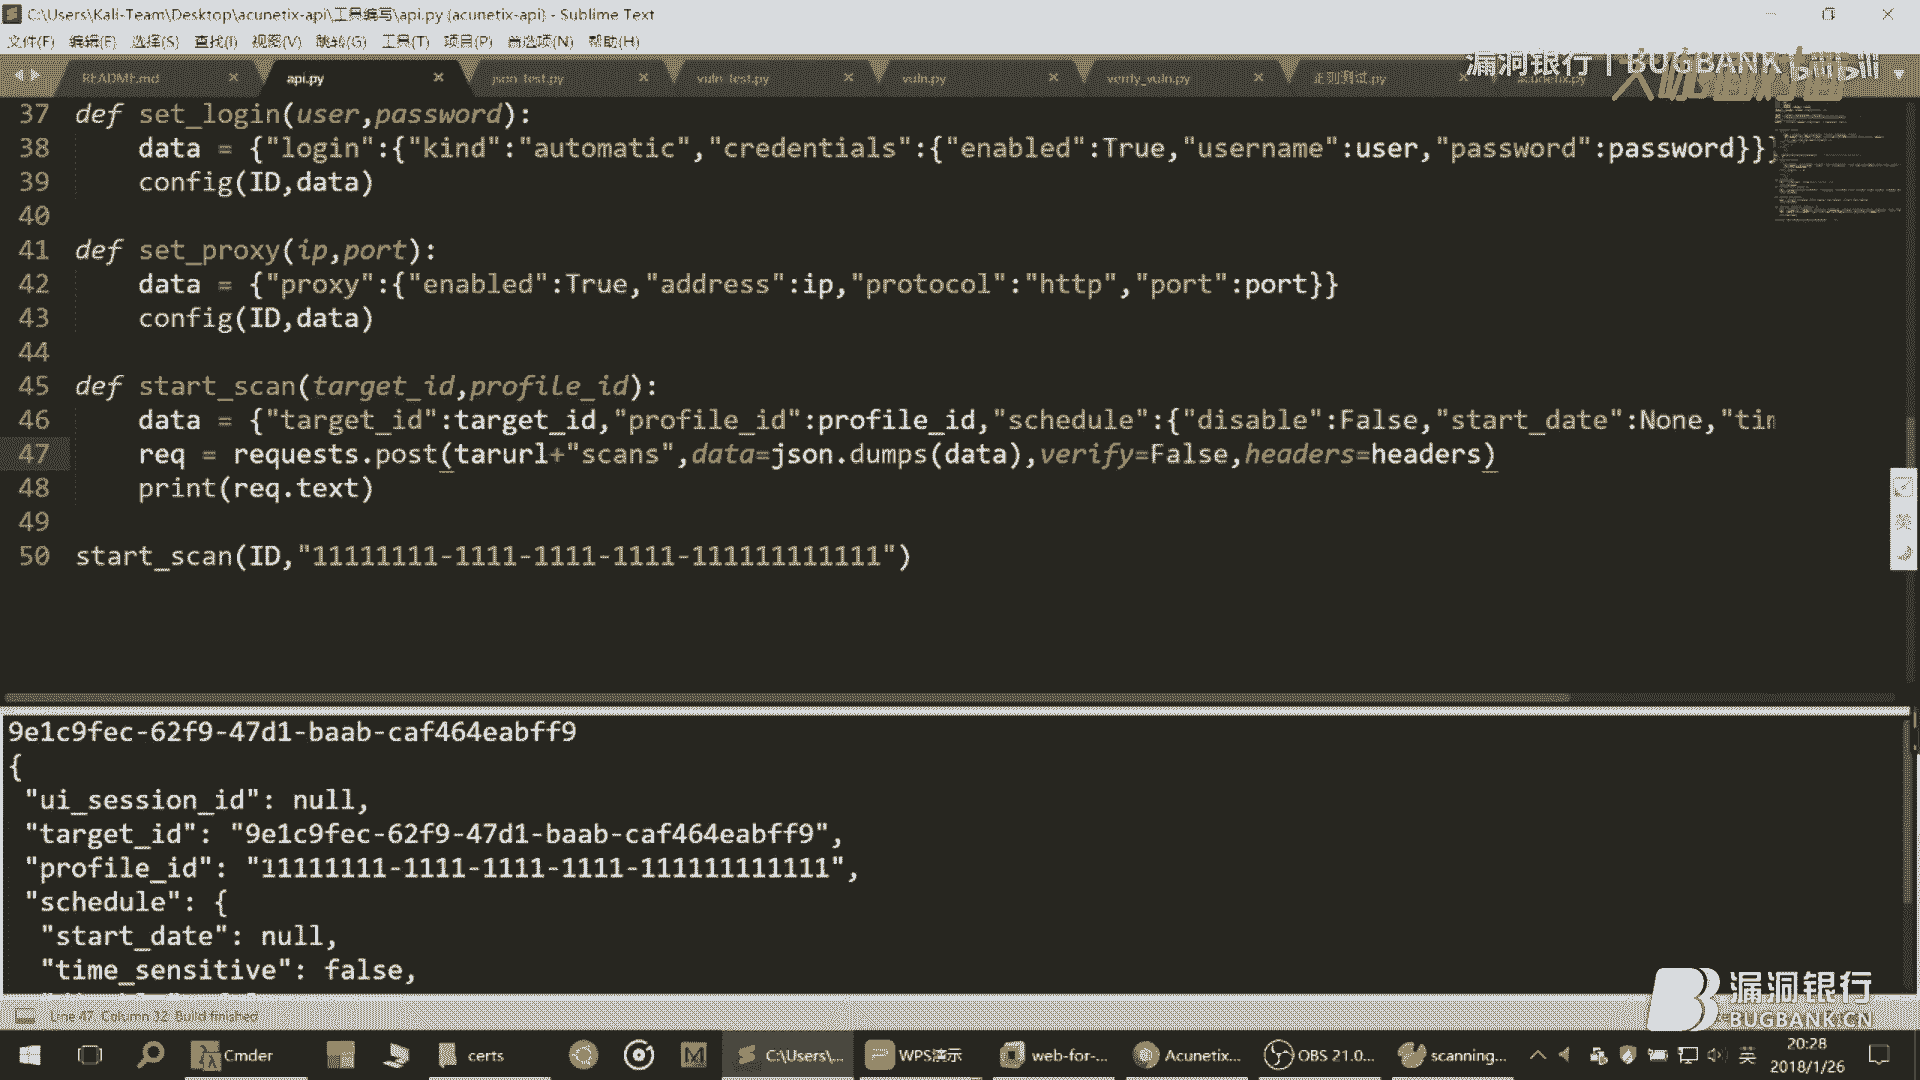 C:\Users\Kali-Team\Desktop\acunetix-api\工具编写\api.py (acunetix-api) - Sublime Text
文件(F) 编辑(E) 选择(S) 查找(I) 视图(V) 跳转(G) 工具(T) 项目(P) 首选项(N) 帮助(H)
漏洞银行 | BUGBANK
bilibili
README.md api.py json_test.py vuln_test.py vuln.py verify_vuln.py 正则测试.py acunetix.py
37 def set_login(user,password):
38 data = {"login":{"kind":"automatic","credentials":{"enabled":True,"username":user,"password":password}}}
39 config(ID,data)
40
41 def set_proxy(ip,port):
42 data = {"proxy":{"enabled":True,"address":ip,"protocol":"http","port":port}}
43 config(ID,data)
44
45 def start_scan(target_id,profile_id):
46 data = {"target_id":target_id,"profile_id":profile_id,"schedule":{"disable":False,"start_date":None,"tim
47 req = requests.post(tarurl+"scans",data=json.dumps(data),verify=False,headers=headers)
48 print(req.text)
49
50 start_scan(ID,"11111111-1111-1111-1111-111111111111")
9e1c9fec-62f9-47d1-baab-caf464eabff9
{
"ui_session_id": null,
"target_id": "9e1c9fec-62f9-47d1-baab-caf464eabff9",
"profile_id": "11111111-1111-1111-1111-111111111111",
"schedule": {
"start_date": null,
"time_sensitive": false,
漏洞银行
BUGBANK.CN
Line 47, Column 32; Build finished
Cmder certs C:\Users\... WPS演示 web-for-... Acunetix... OBS 21.0... scanning... 英
20:28
2018/1/26